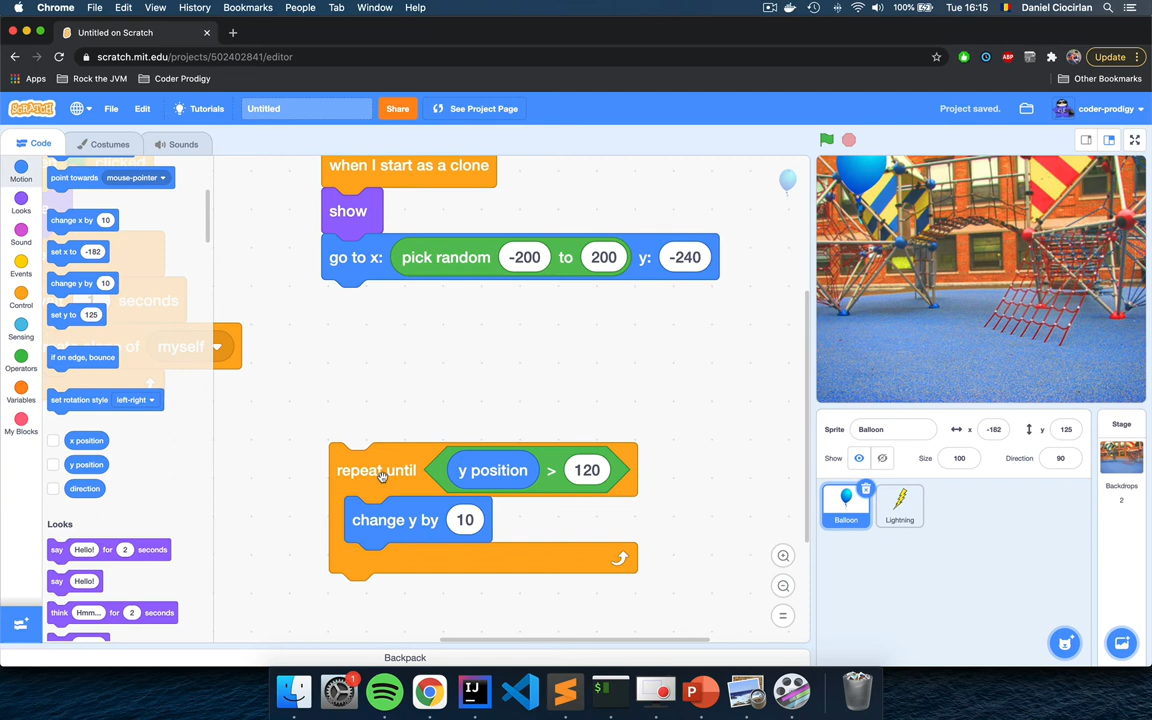 Chrome File Edit View History Bookmarks People Tab Window Help 100% Tue 16:15 Daniel Ciocirlan
Untitled on Scratch
scratch.mit.edu/projects/502402841/editor ABP Update
Apps Rock the JVM Coder Prodigy Other Bookmarks
SCRATCH File Edit Tutorials Untitled Share See Project Page Project saved. coder-prodigy
Code Costumes Sounds
Motion
Looks
Sound
Events
Control
Sensing
Operators
Variables
My Blocks
point towards mouse-pointer
change x by 10
set x to -182
change y by 10
set y to 125
if on edge, bounce
set rotation style left-right
x position
y position
direction
Looks
say Hello! for 2 seconds
say Hello!
think Hmm... for 2 seconds
clicked
1 seconds
of myself
when I start as a clone
show
go to x: pick random -200 to 200 y: -240
repeat until y position > 120
change y by 10
Backpack
Sprite Balloon x -182 y 125
Show Size 100 Direction 90
Balloon
Lightning
Stage
Backdrops
2
1